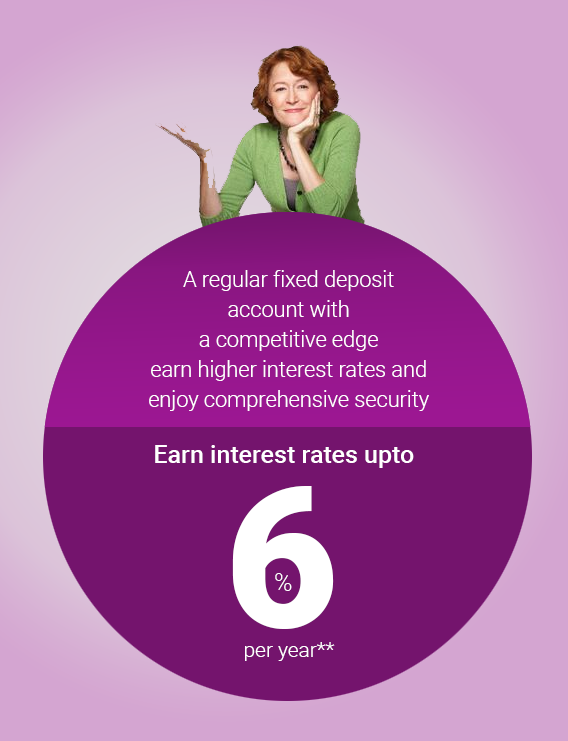 A regular fixed deposit
account with
a competitive edge
earn higher interest rates and
enjoy comprehensive security
Earn interest rates upto
6
%
per year**